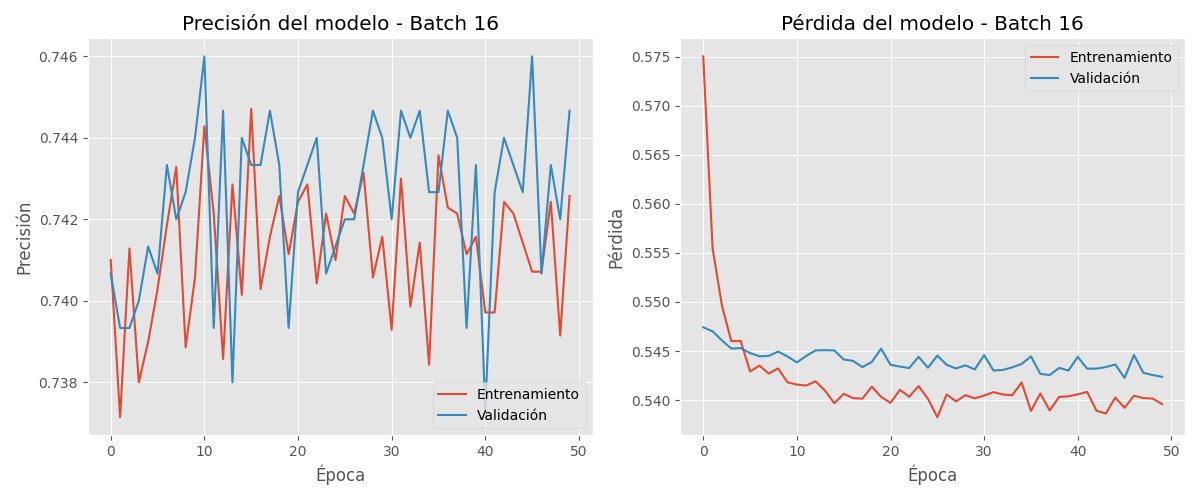 Precisión del modelo - Batch 16
Precisión
0.746
0.744
0.742
0.740
0.738
0 10 20 30 40 50
Época
Entrenamiento
Validación
Pérdida del modelo - Batch 16
Pérdida
0.575
0.570
0.565
0.560
0.555
0.550
0.545
0.540
0 10 20 30 40 50
Época
Entrenamiento
Validación